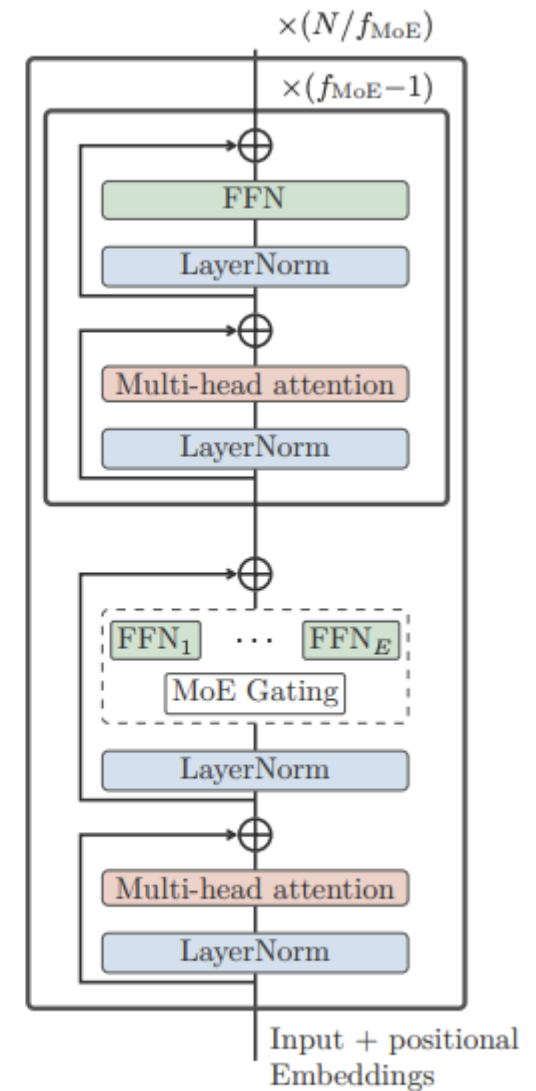 ×(N/f_MoE)
×(f_MoE−1)
FFN
LayerNorm
Multi-head attention
LayerNorm
FFN_1 ... FFN_E
MoE Gating
LayerNorm
Multi-head attention
LayerNorm
Input + positional
Embeddings